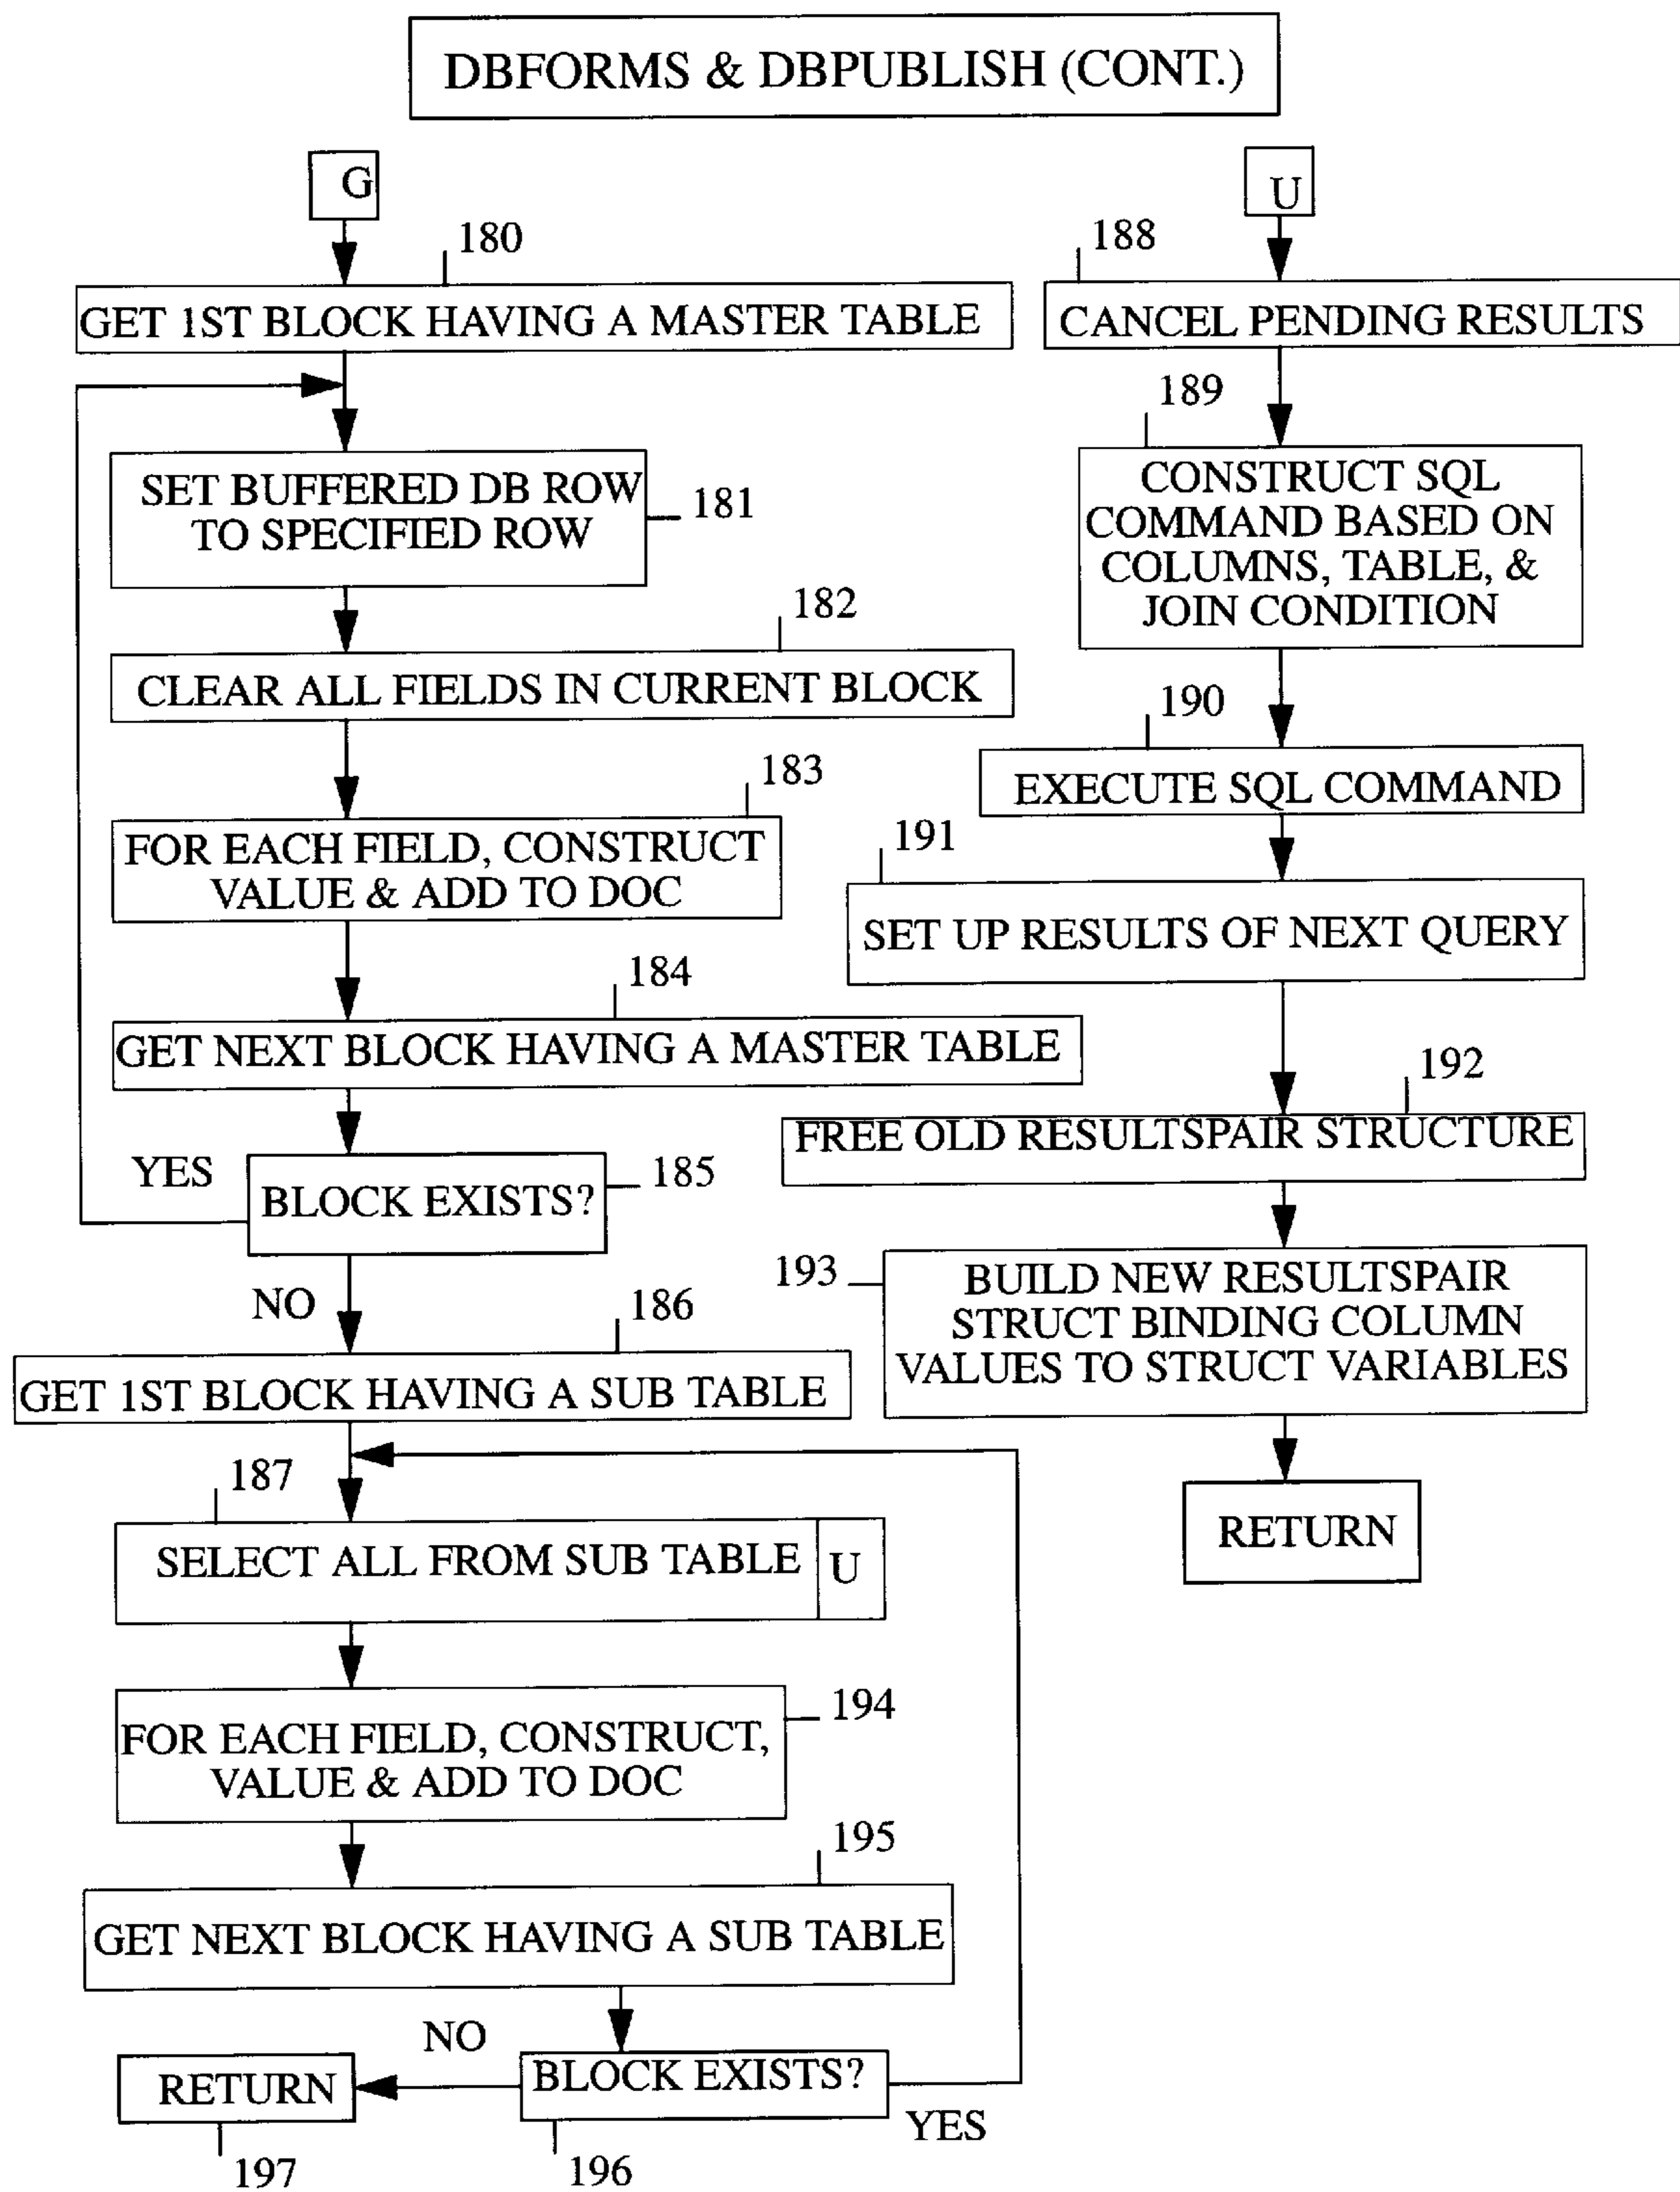 DBFORMS & DBPUBLISH (CONT.)
G
180
GET 1ST BLOCK HAVING A MASTER TABLE
SET BUFFERED DB ROW
TO SPECIFIED ROW
181
182
CLEAR ALL FIELDS IN CURRENT BLOCK
183
FOR EACH FIELD, CONSTRUCT
VALUE & ADD TO DOC
184
GET NEXT BLOCK HAVING A MASTER TABLE
YES
BLOCK EXISTS?
185
NO
186
GET 1ST BLOCK HAVING A SUB TABLE
187
SELECT ALL FROM SUB TABLE
U
194
FOR EACH FIELD, CONSTRUCT,
VALUE & ADD TO DOC
195
GET NEXT BLOCK HAVING A SUB TABLE
NO
BLOCK EXISTS?
YES
196
RETURN
197
U
188
CANCEL PENDING RESULTS
189
CONSTRUCT SQL
COMMAND BASED ON
COLUMNS, TABLE, &
JOIN CONDITION
190
EXECUTE SQL COMMAND
191
SET UP RESULTS OF NEXT QUERY
192
FREE OLD RESULTSPAIR STRUCTURE
193
BUILD NEW RESULTSPAIR
STRUCT BINDING COLUMN
VALUES TO STRUCT VARIABLES
RETURN